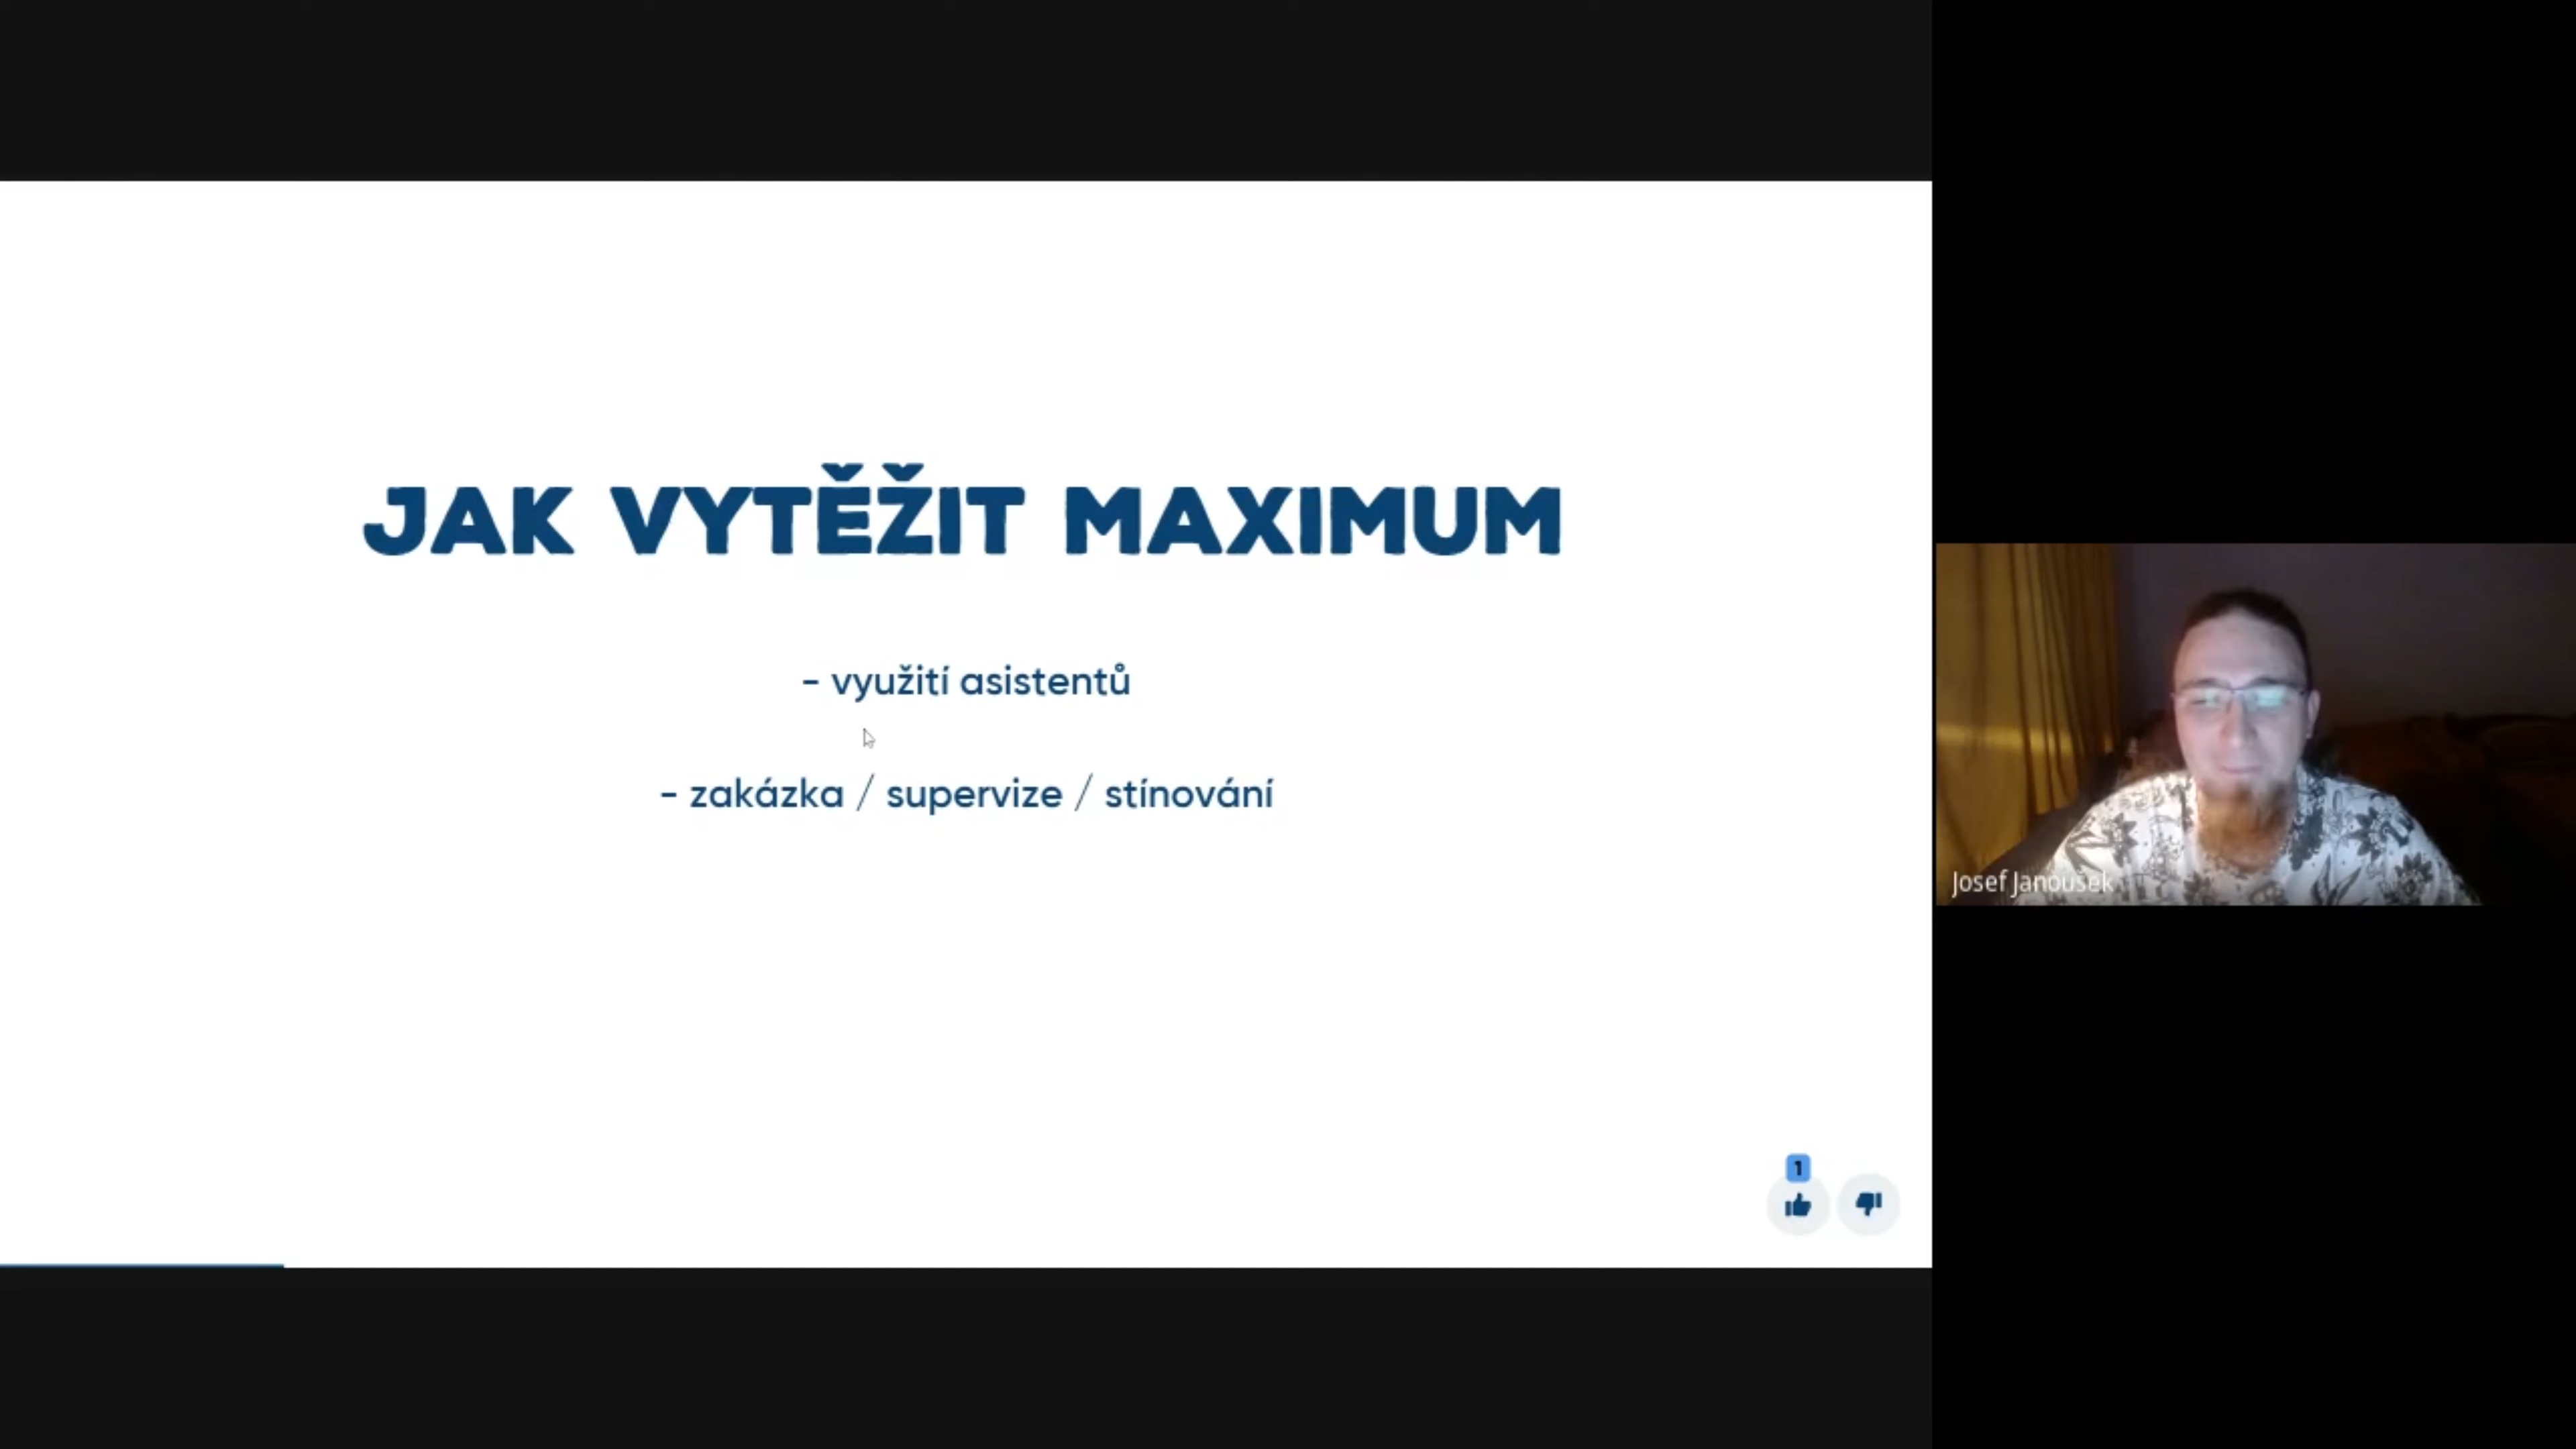 JAK VYTĚŽIT MAXIMUM
- využití asistentů
- zakázka / supervize / stínování
1
Josef Janoušek